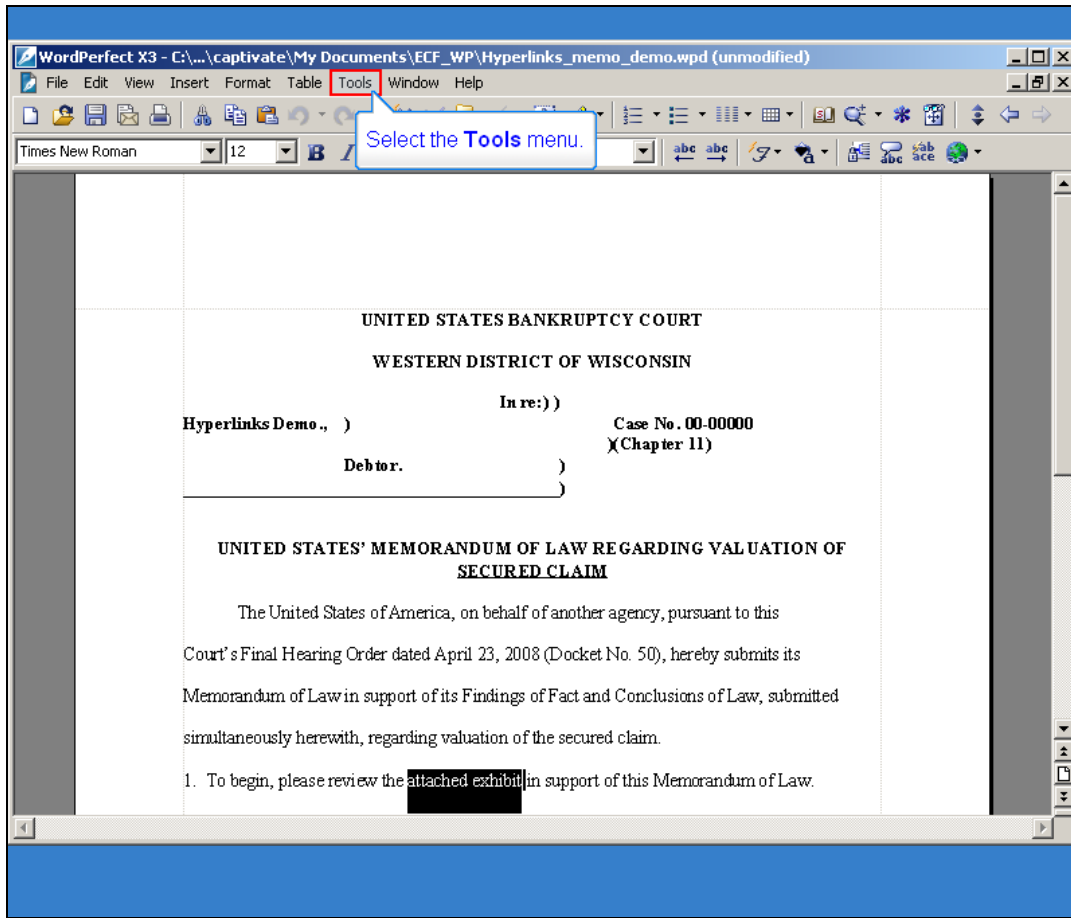 WordPerfect X3 - C:\...\captivate\My Documents\ECF_WP\Hyperlinks_memo_demo.wpd (unmodified)
File Edit View Insert Format Table Tools Window Help
Select the Tools menu.
Times New Roman 12 B I abc abc abc ab ace
UNITED STATES BANKRUPTCY COURT
WESTERN DISTRICT OF WISCONSIN
In re:) )
Hyperlinks Demo., ) Case No. 00-00000
)(Chapter 11)
Debtor. )
)
UNITED STATES’ MEMORANDUM OF LAW REGARDING VALUATION OF
SECURED CLAIM
The United States of America, on behalf of another agency, pursuant to this
Court’s Final Hearing Order dated April 23, 2008 (Docket No. 50), hereby submits its
Memorandum of Law in support of its Findings of Fact and Conclusions of Law, submitted
simultaneously herewith, regarding valuation of the secured claim.
1. To begin, please review the attached exhibit in support of this Memorandum of Law.